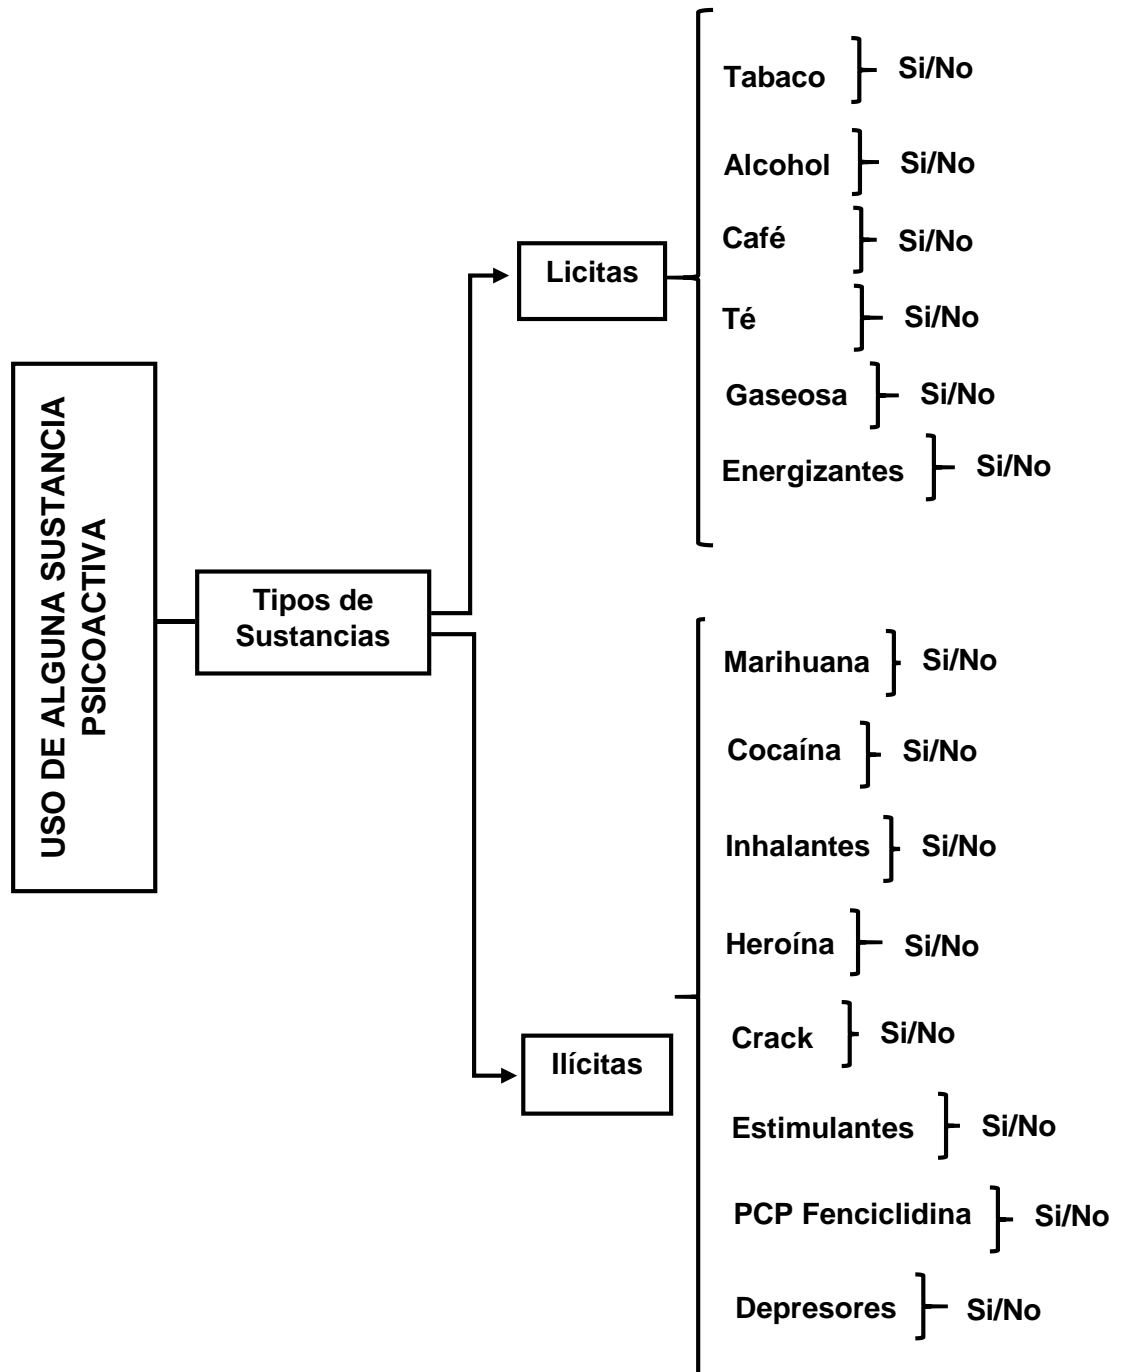 USO DE ALGUNA SUSTANCIA
PSICOACTIVA
Tipos de
Sustancias
Licitas
Tabaco Si/No
Alcohol Si/No
Café Si/No
Té Si/No
Gaseosa Si/No
Energizantes Si/No
Ilícitas
Marihuana Si/No
Cocaína Si/No
Inhalantes Si/No
Heroína Si/No
Crack Si/No
Estimulantes Si/No
PCP Fenciclidina Si/No
Depresores Si/No